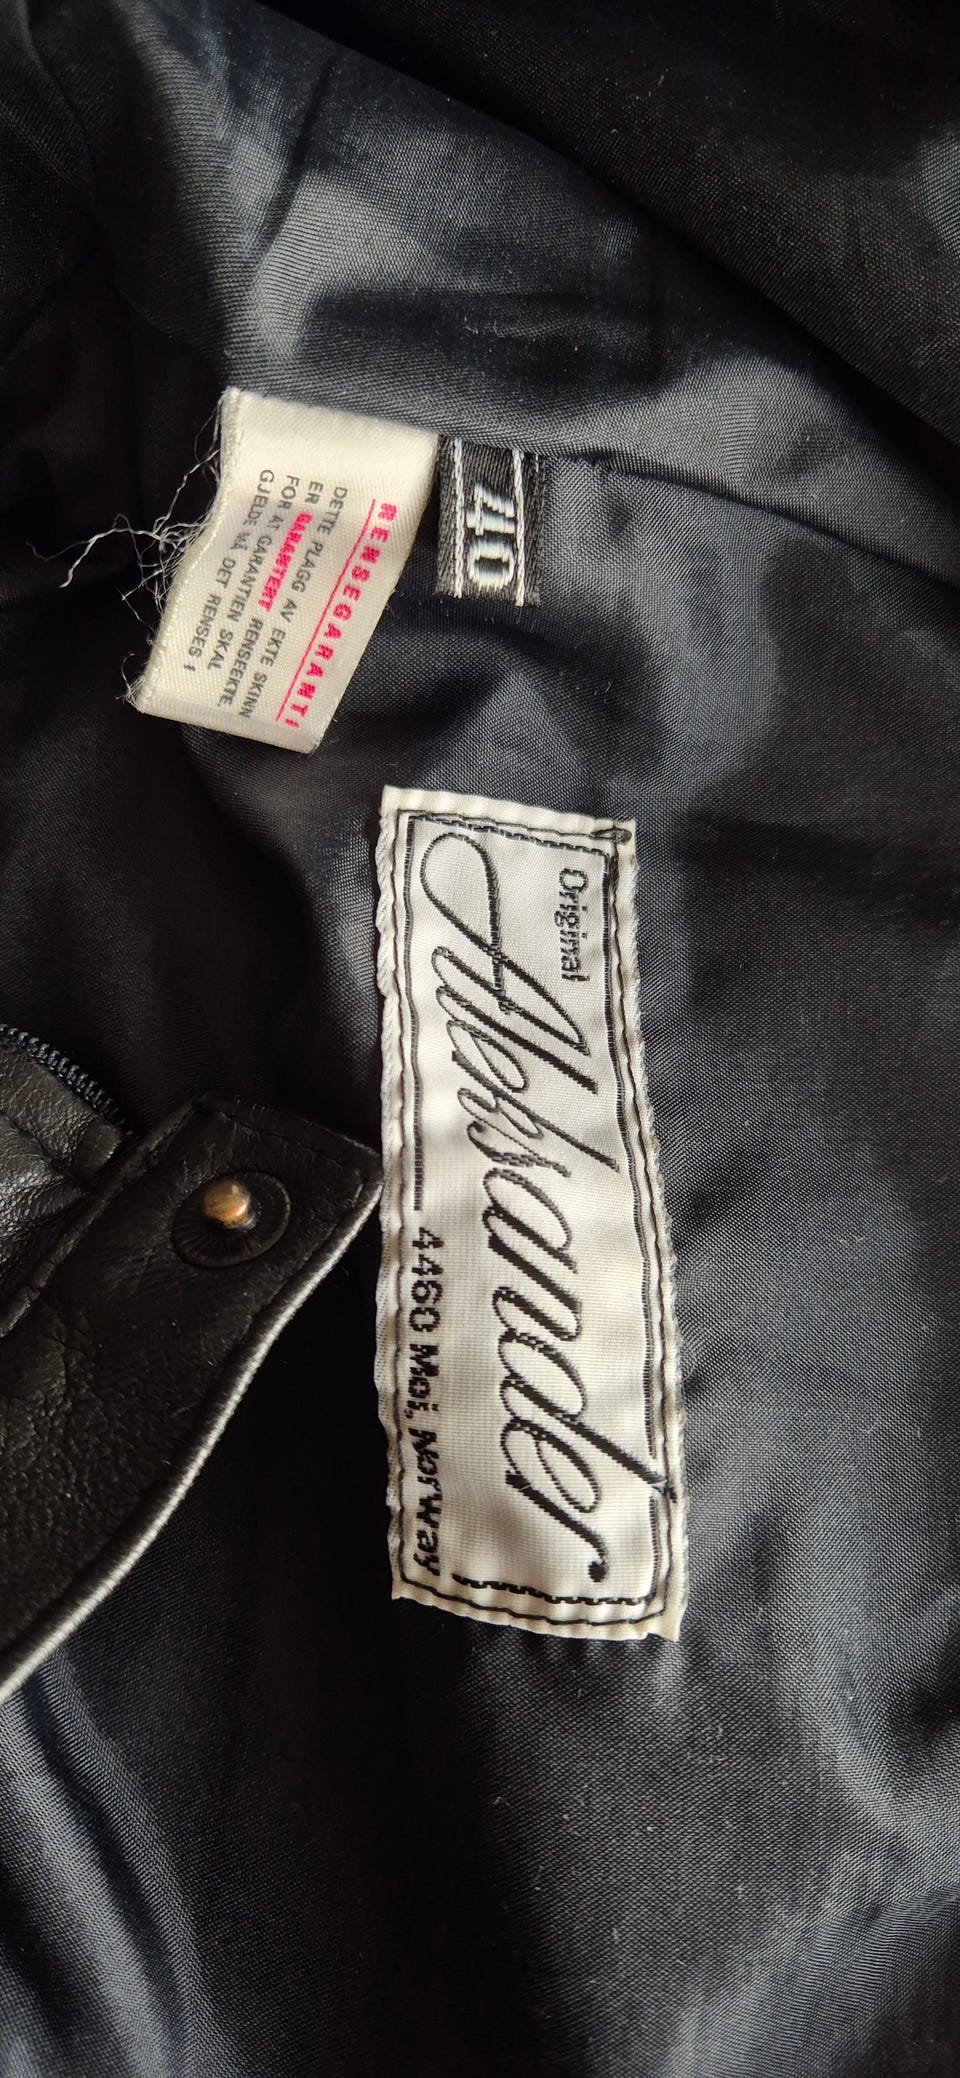 Original
Aleksander
4460 Moi, Norway
40
RENSEGARANTI
DETTE PLAGG AV EKTE SKINN
ER GARANTERT RENSEEKTE.
FOR AT GARANTIEN SKAL
GJELDE MÅ DET RENSES I